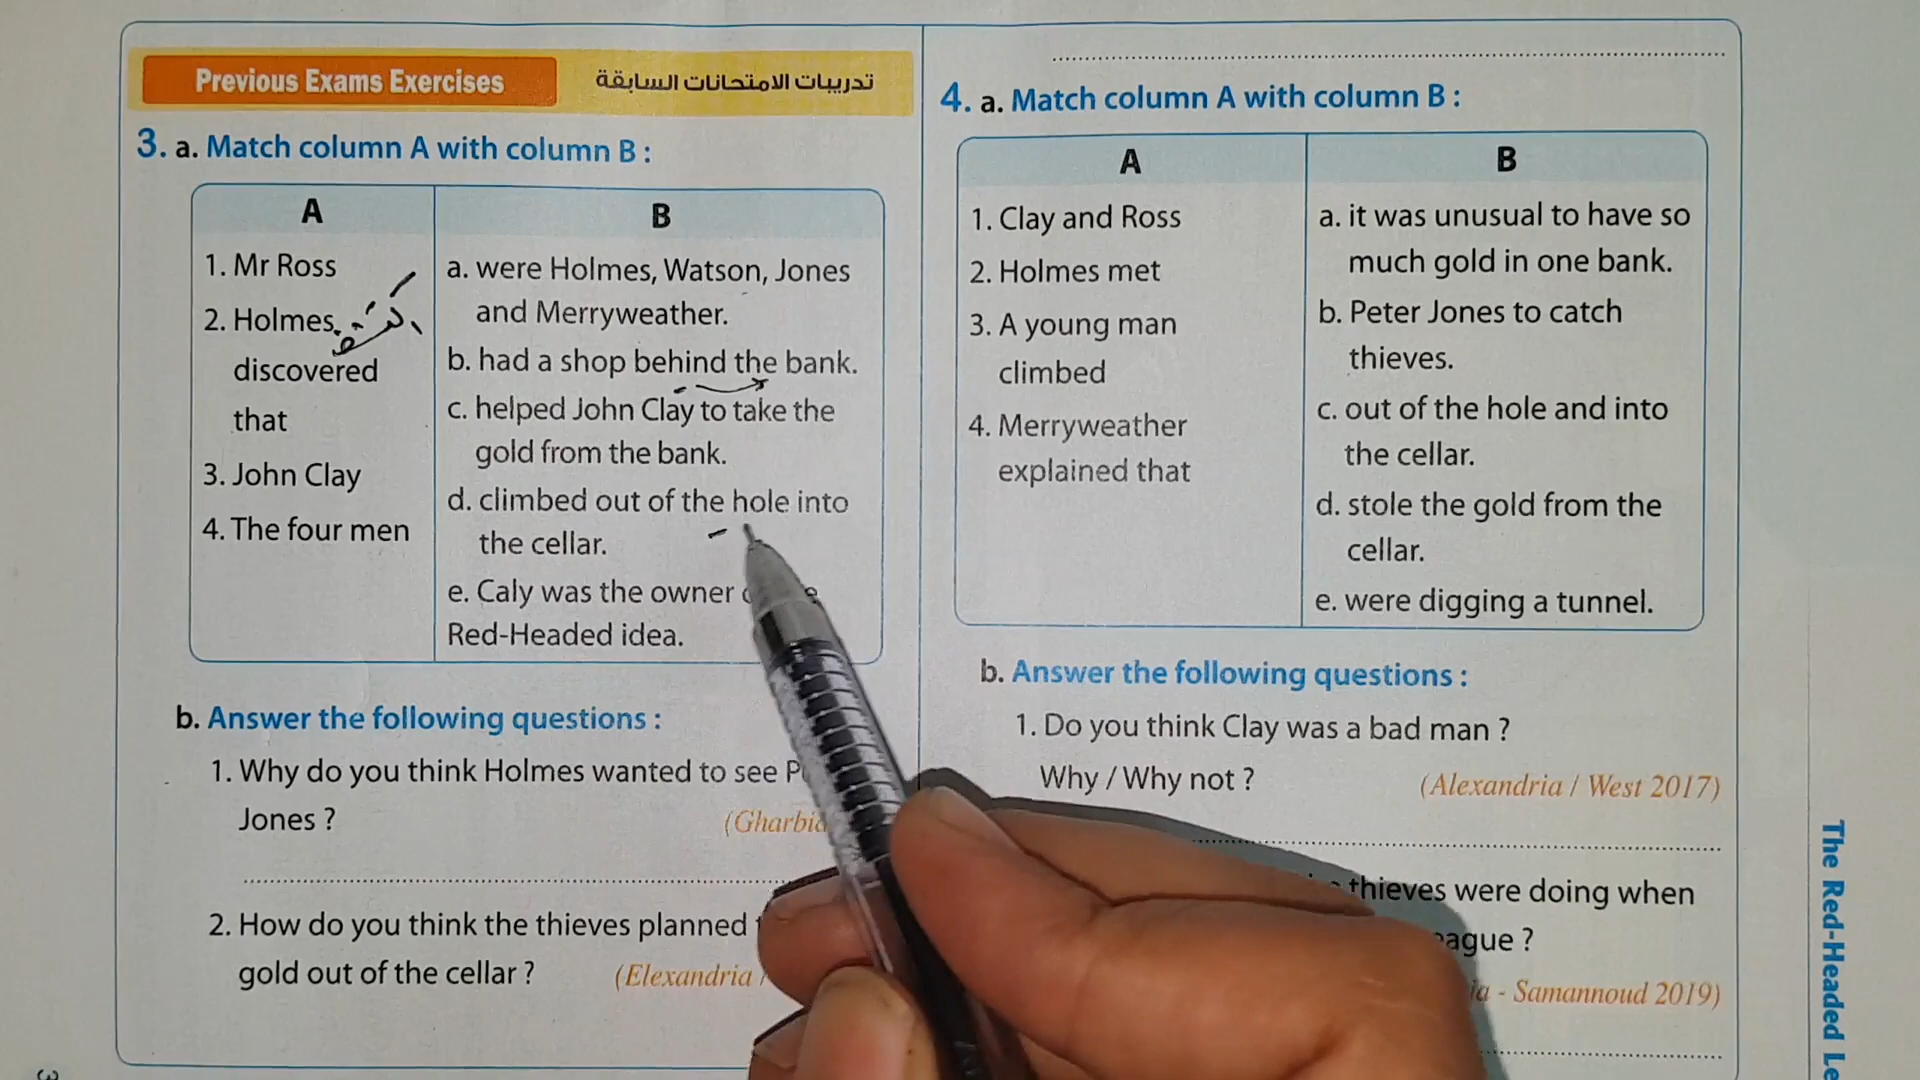 Previous Exams Exercises
تدريبات الامتحانات السابقة
3. a. Match column A with column B :
A
B
1. Mr Ross
2. Holmes
discovered
that
3. John Clay
4. The four men
a. were Holmes, Watson, Jones
and Merryweather.
b. had a shop behind the bank.
c. helped John Clay to take the
gold from the bank.
d. climbed out of the hole into
the cellar.
e. Caly was the owner
Red-Headed idea.
b. Answer the following questions :
1. Why do you think Holmes wanted to see
Jones ?
(Gharbia
2. How do you think the thieves planned
gold out of the cellar ?
(Elexandria /
4. a. Match column A with column B :
A
B
1. Clay and Ross
2. Holmes met
3. A young man
climbed
4. Merryweather
explained that
a. it was unusual to have so
much gold in one bank.
b. Peter Jones to catch
thieves.
c. out of the hole and into
the cellar.
d. stole the gold from the
cellar.
e. were digging a tunnel.
b. Answer the following questions :
1. Do you think Clay was a bad man ?
Why / Why not ?
(Alexandria / West 2017)
thieves were doing when
eague ?
ia - Samannoud 2019)
The Red-Headed Le
3